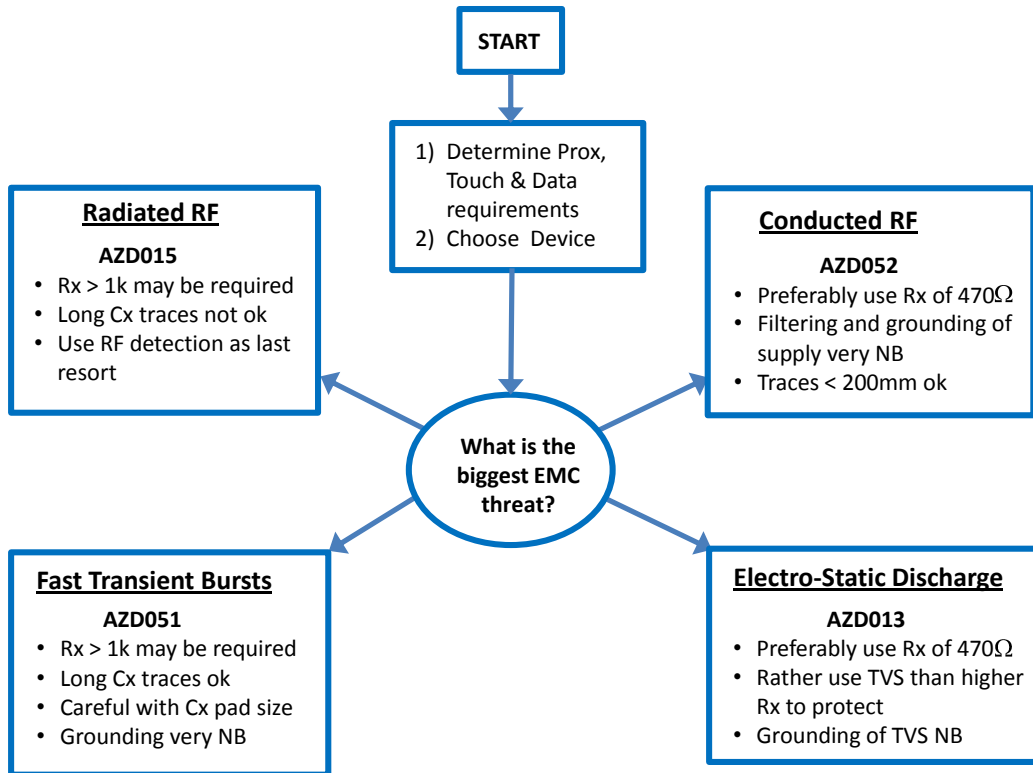 START
1) Determine Prox,
Touch & Data
requirements
2) Choose Device
Radiated RF
AZD015
• Rx > 1k may be required
• Long Cx traces not ok
• Use RF detection as last
resort
Conducted RF
AZD052
• Preferably use Rx of 470Ω
• Filtering and grounding of
supply very NB
• Traces < 200mm ok
What is the
biggest EMC
threat?
Fast Transient Bursts
AZD051
• Rx > 1k may be required
• Long Cx traces ok
• Careful with Cx pad size
• Grounding very NB
Electro-Static Discharge
AZD013
• Preferably use Rx of 470Ω
• Rather use TVS than higher
Rx to protect
• Grounding of TVS NB